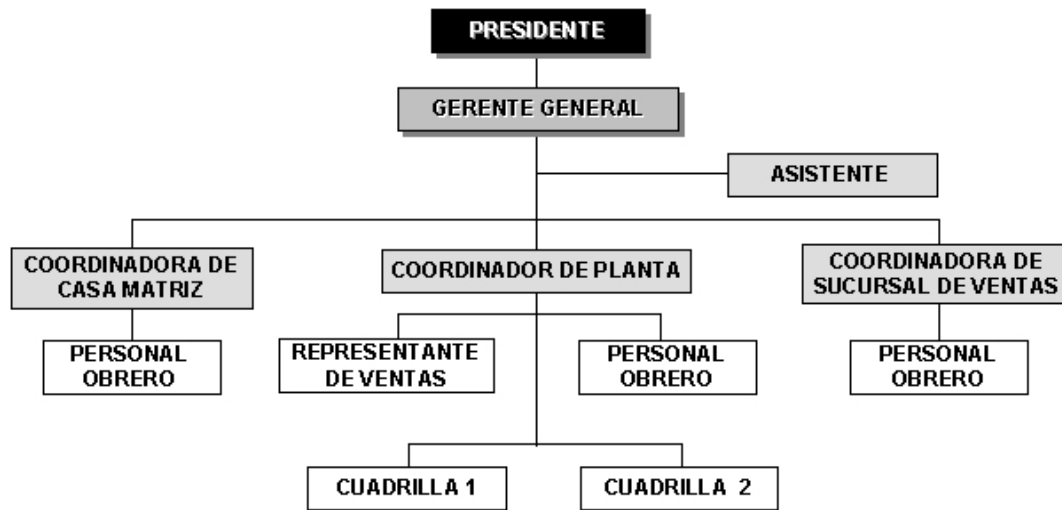 PRESIDENTE
GERENTE GENERAL
ASISTENTE
COORDINADORA DE
CASA MATRIZ
COORDINADOR DE PLANTA
COORDINADORA DE
SUCURSAL DE VENTAS
PERSONAL
OBRERO
REPRESENTANTE
DE VENTAS
PERSONAL
OBRERO
PERSONAL
OBRERO
CUADRILLA 1
CUADRILLA 2